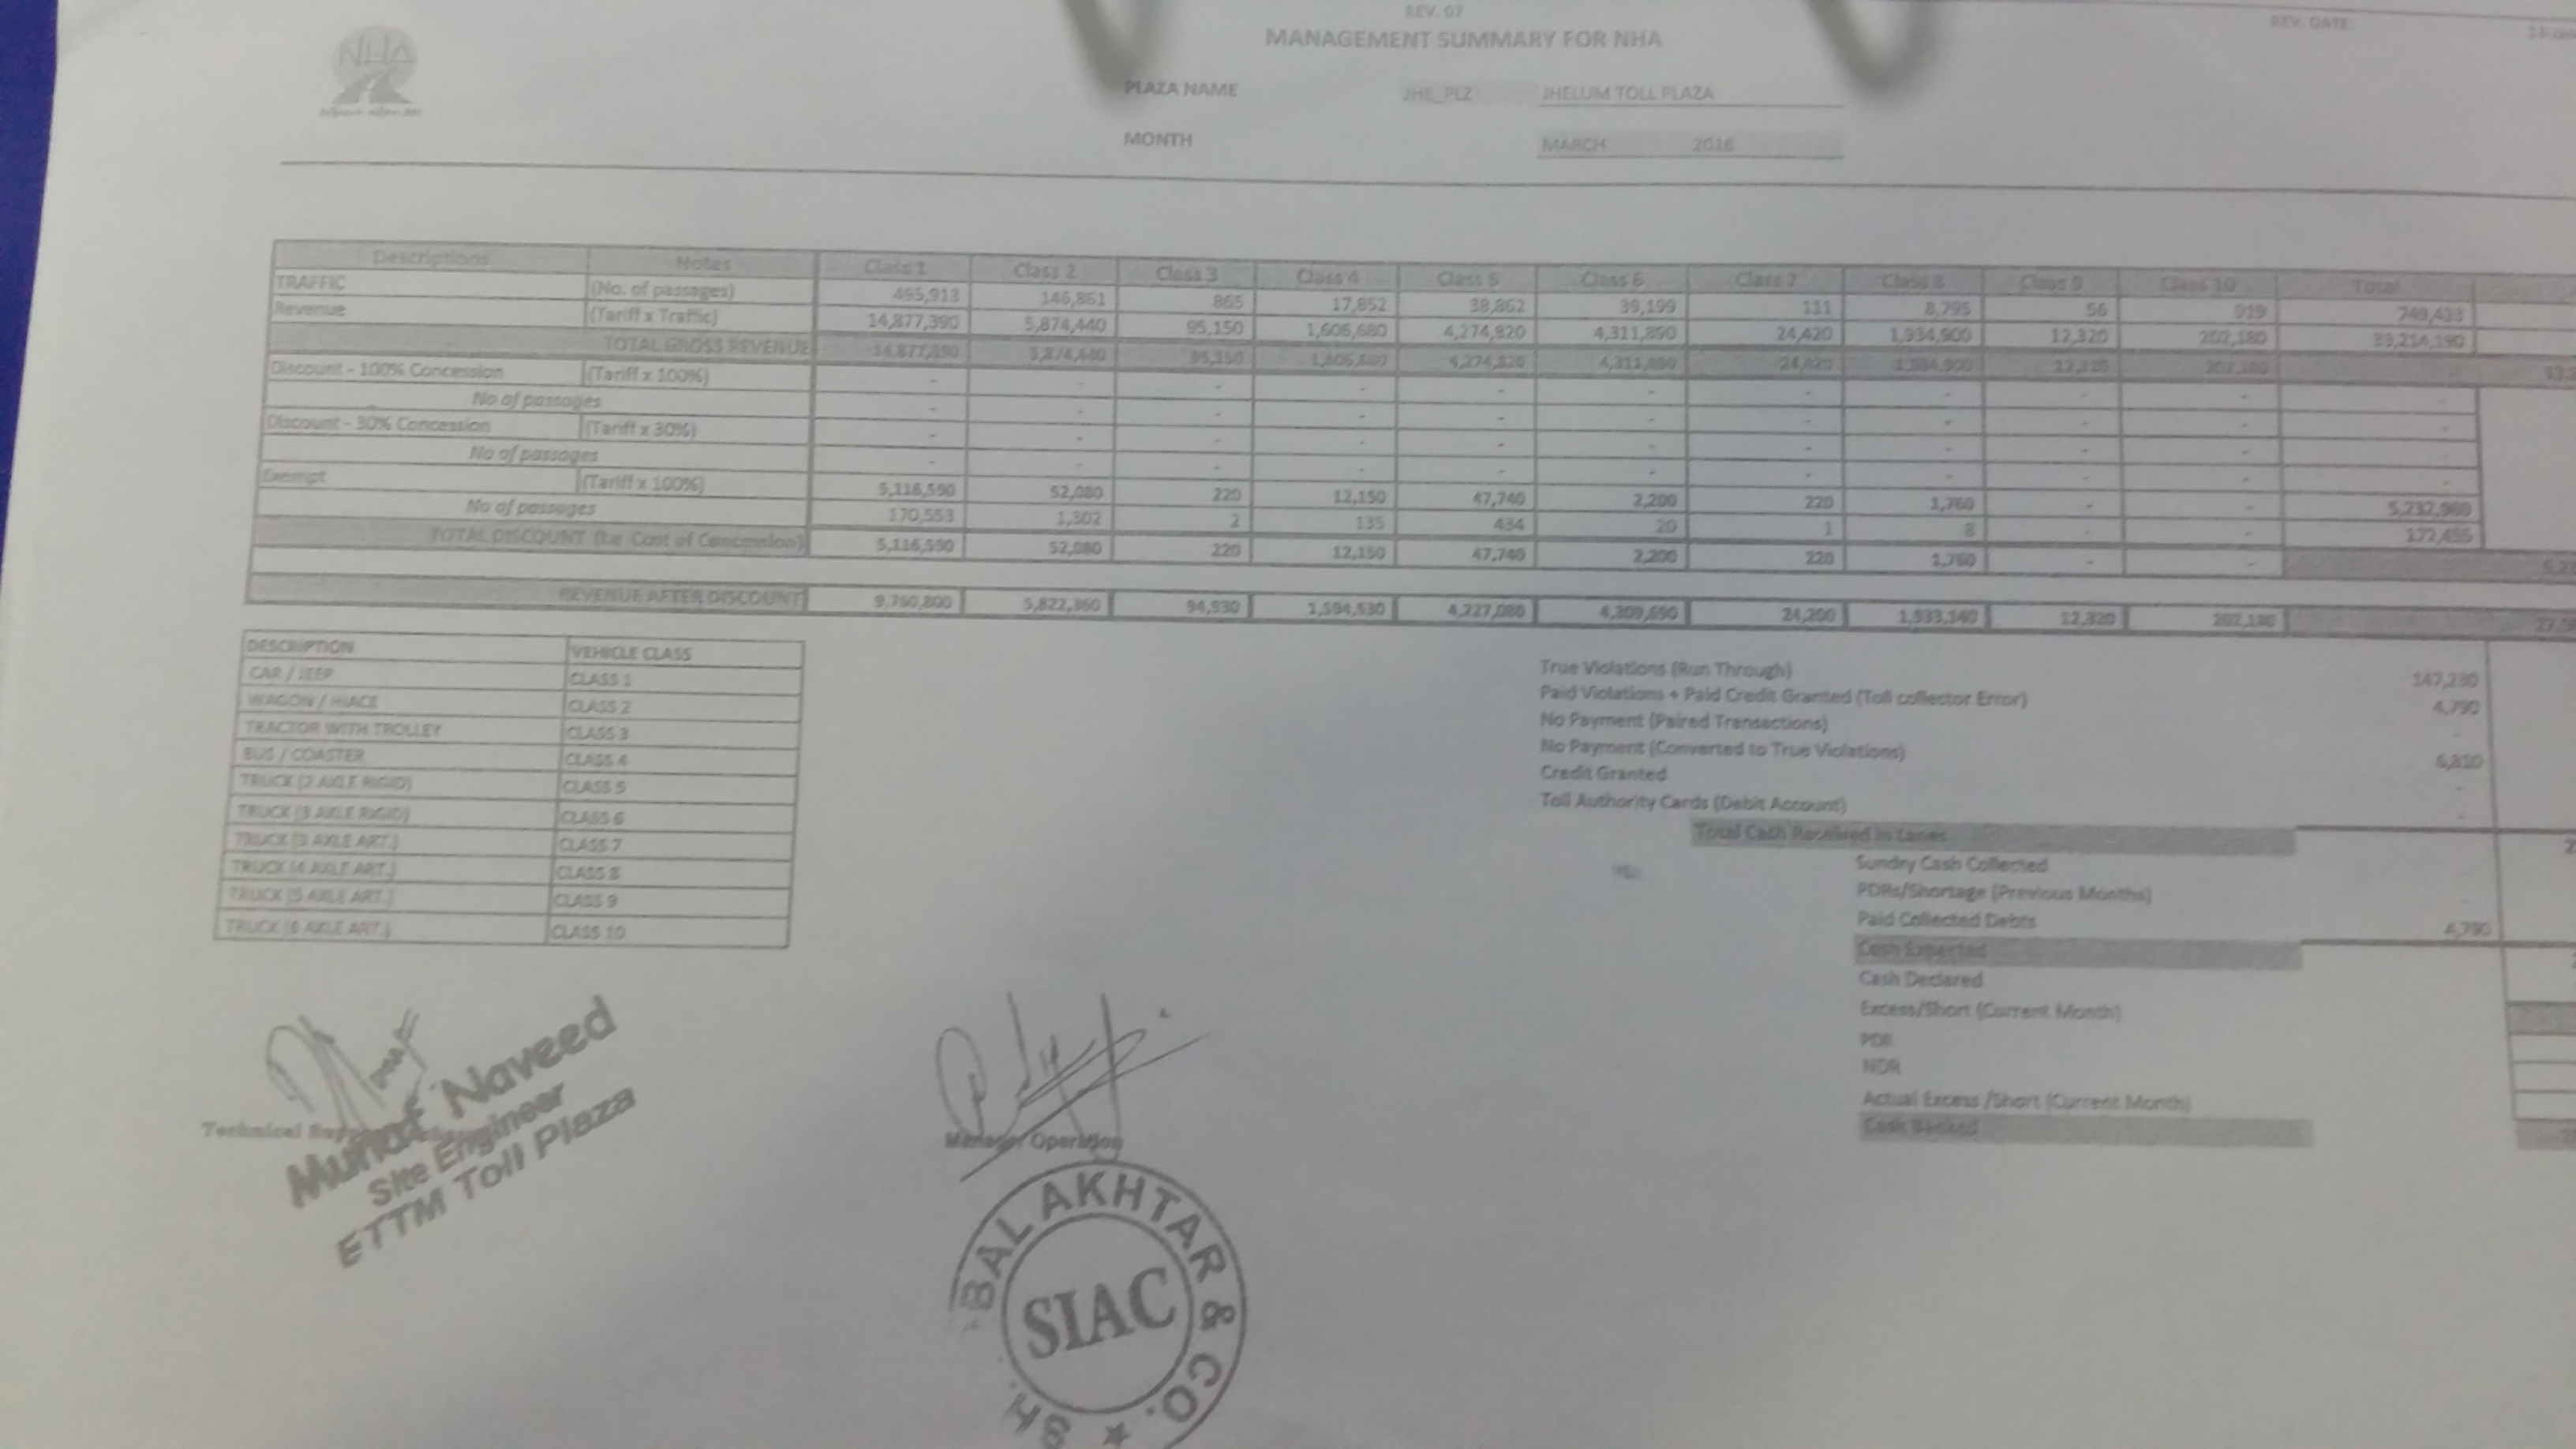 REV. 07
REV. DATE:
MANAGEMENT SUMMARY FOR NHA
NHA
PLAZA NAME JHE_PLZ JHELUM TOLL PLAZA
MONTH MARCH 2016
Descriptions Notes Class 1 Class 2 Class 3 Class 4 Class 5 Class 6 Class 7 Class 8 Class 9 Class 10 Total
TRAFFIC (No. of passages) 495,913 146,861 865 17,852 38,862 39,199 111 8,795 56 919 749,433
Revenue (Tariff x Traffic) 14,877,390 5,874,440 95,150 1,606,680 4,274,820 4,311,890 24,420 1,934,900 12,320 202,180 33,214,190
TOTAL GROSS REVENUE 14,877,390 5,874,440 95,150 1,606,680 4,274,820 4,311,890 24,420 1,934,900 12,320 202,180
Discount - 100% Concession (Tariff x 100%) - - - - - - - - - - -
No of passages - - - - - - - - - - -
Discount - 30% Concession (Tariff x 30%) - - - - - - - - - - -
No of passages - - - - - - - - - - -
Exempt (Tariff x 100%) 5,116,590 52,080 220 12,150 47,740 2,200 220 1,760 - - 5,232,960
No of passages 170,553 1,302 2 135 434 20 1 8 - - 172,455
TOTAL DISCOUNT (i.e. Cost of Concession) 5,116,590 52,080 220 12,150 47,740 2,200 220 1,760 - -
REVENUE AFTER DISCOUNT 9,760,800 5,822,360 94,930 1,594,530 4,227,080 4,309,690 24,200 1,933,140 12,320 202,180
DESCRIPTION VEHICLE CLASS
CAR / JEEP CLASS 1
WAGON / HIACE CLASS 2
TRACTOR WITH TROLLEY CLASS 3
BUS / COASTER CLASS 4
TRUCK (2 AXLE RIGID) CLASS 5
TRUCK (3 AXLE RIGID) CLASS 6
TRUCK (3 AXLE ART.) CLASS 7
TRUCK (4 AXLE ART.) CLASS 8
TRUCK (5 AXLE ART.) CLASS 9
TRUCK (6 AXLE ART.) CLASS 10
True Violations (Run Through) 147,230
Paid Violations + Paid Credit Granted (Toll collector Error) 4,790
No Payment (Paired Transactions) -
No Payment (Converted to True Violations) 6,810
Credit Granted -
Toll Authority Cards (Debit Account) -
Total Cash Received in Lanes
Sundry Cash Collected
PDRs/Shortage (Previous Months) -
Paid Collected Debts 4,790
Cash Expected
Cash Declared
Excess/Short (Current Month)
PDR
NDR
Actual Excess /Short (Current Month)
Cash Banked
Technical
Naveed
Site Engineer
ETTM Toll Plaza
Manager Operation
SH. BAL AKHTAR & CO. ★
SIAC